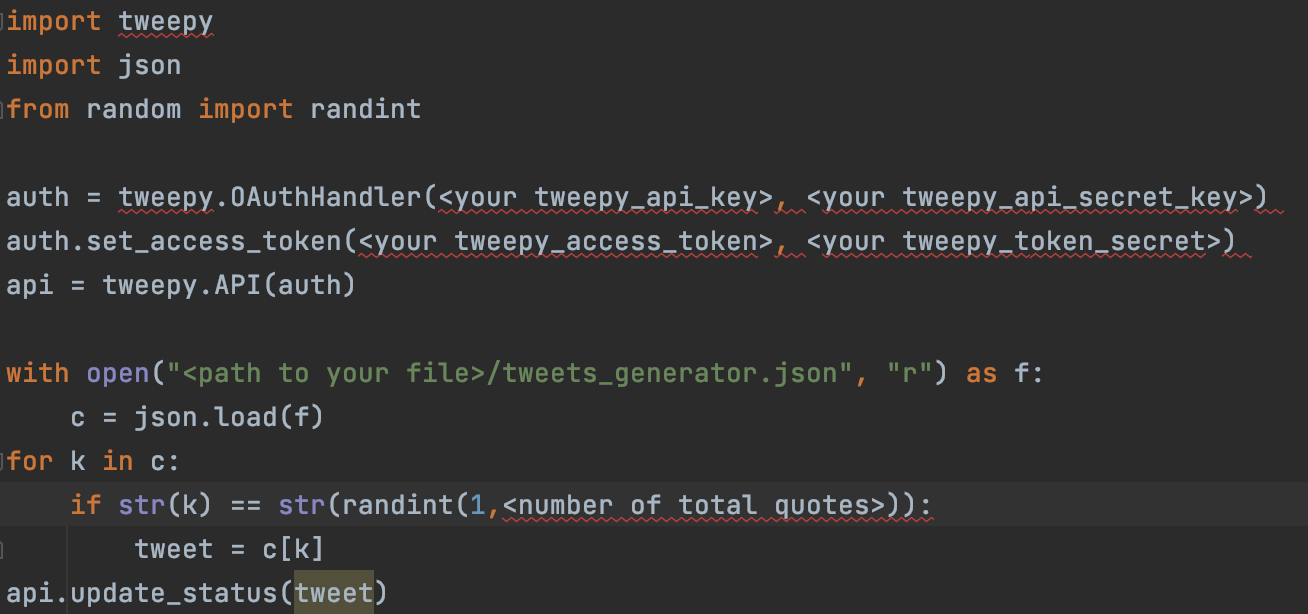 import tweepy
import json
from random import randint
auth = tweepy.OAuthHandler(<your tweepy_api_key>, <your tweepy_api_secret_key>)
auth.set_access_token(<your tweepy_access_token>, <your tweepy_token_secret>)
api = tweepy.API(auth)
with open("<path to your file>/tweets_generator.json", "r") as f:
    c = json.load(f)
for k in c:
    if str(k) == str(randint(1,<number of total quotes>)):
        tweet = c[k]
api.update_status(tweet)